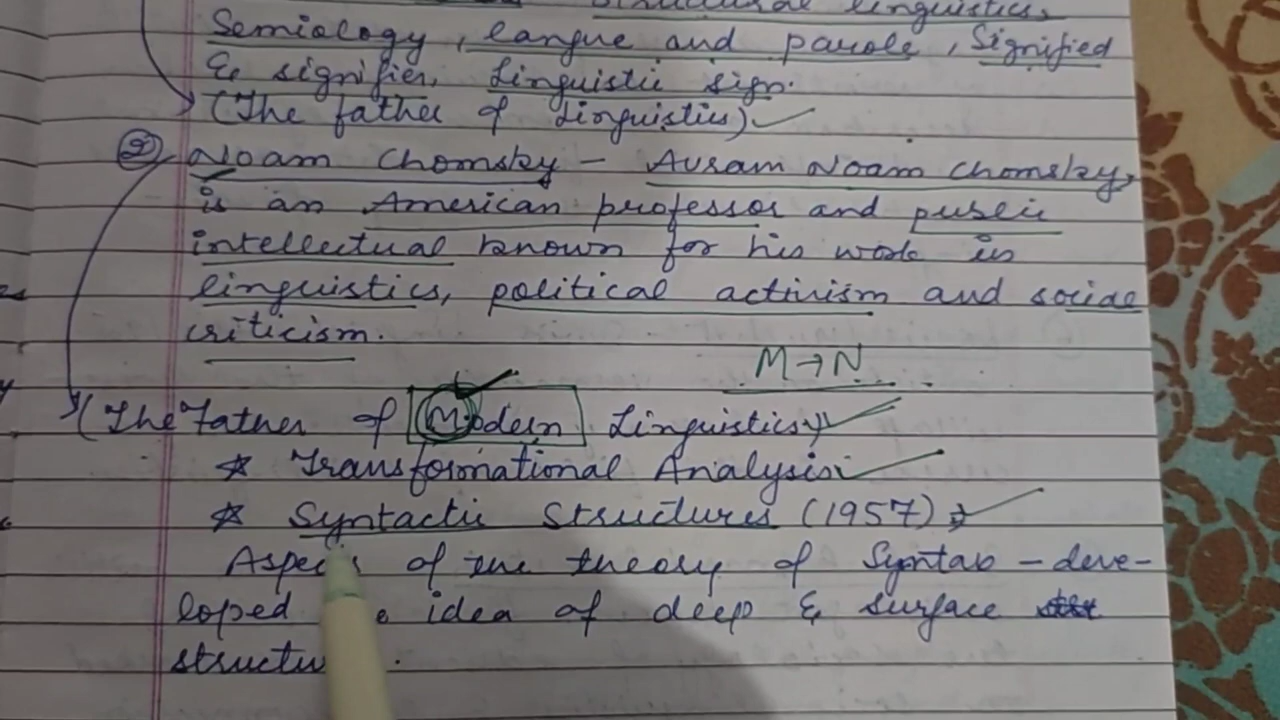 Structural linguistics,
Semiology, langue and parole, Signified
& signifier, Linguistic sign.
(The father of Linguistics)
② Noam Chomsky - Avram Noam Chomsky,
is an American professor and public
intellectual known for his work in
linguistics, political activism and social
criticism.
M→N
(The Father of Modern Linguistics)
* Transformational Analysis
* Syntactic Structures (1957)
of the theory of Syntax - deve-
loped idea of deep & surface